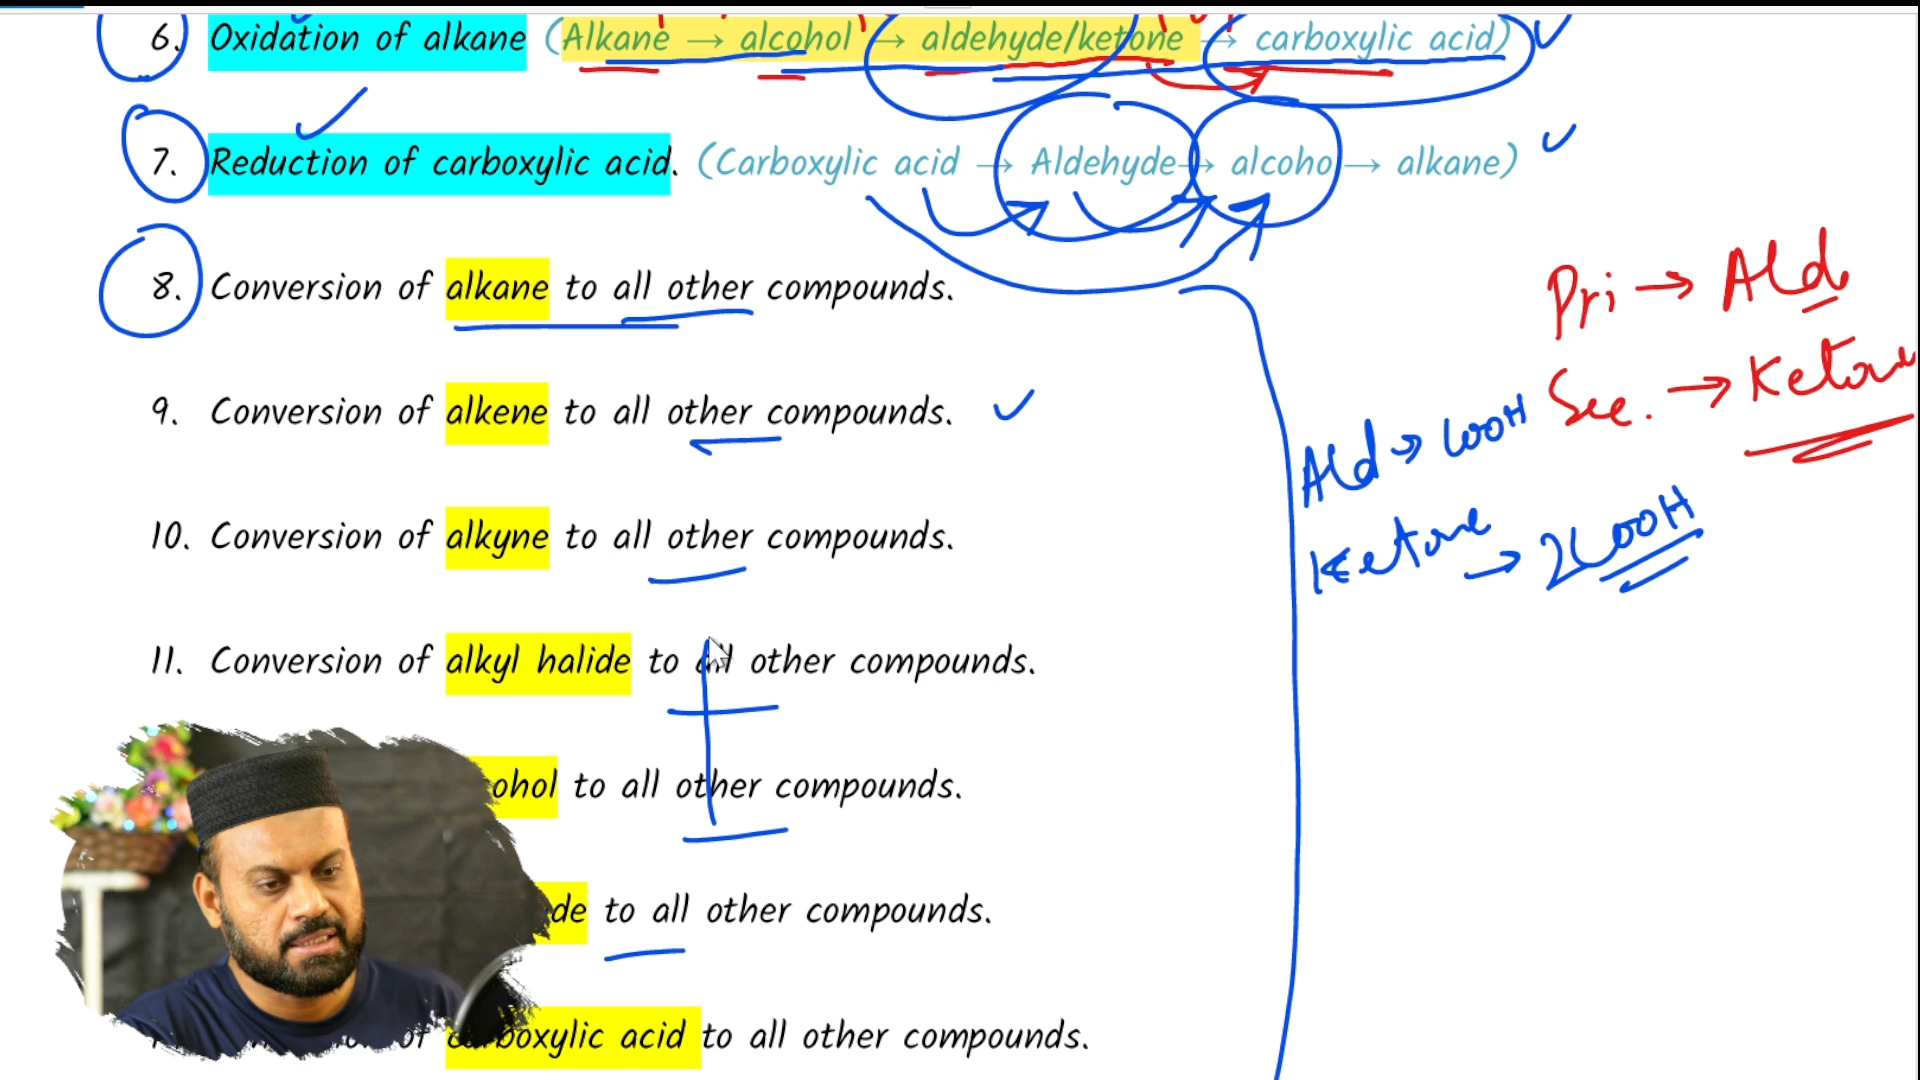 6. Oxidation of alkane (Alkane → alcohol → aldehyde/ketone → carboxylic acid)
7. Reduction of carboxylic acid. (Carboxylic acid → Aldehyde → alcohol → alkane)
8. Conversion of alkane to all other compounds.
Pri → Ald
9. Conversion of alkene to all other compounds.
Sec. → Ketone
Ald → COOH
10. Conversion of alkyne to all other compounds.
Ketone → 2COOH
11. Conversion of alkyl halide to all other compounds.
ohol to all other compounds.
de to all other compounds.
of carboxylic acid to all other compounds.